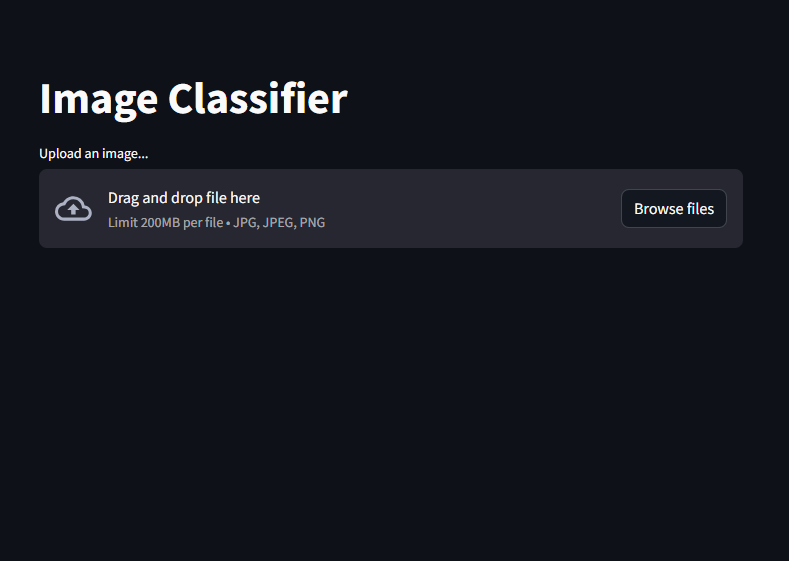 Image Classifier
Upload an image...
Drag and drop file here
Limit 200MB per file • JPG, JPEG, PNG
Browse files